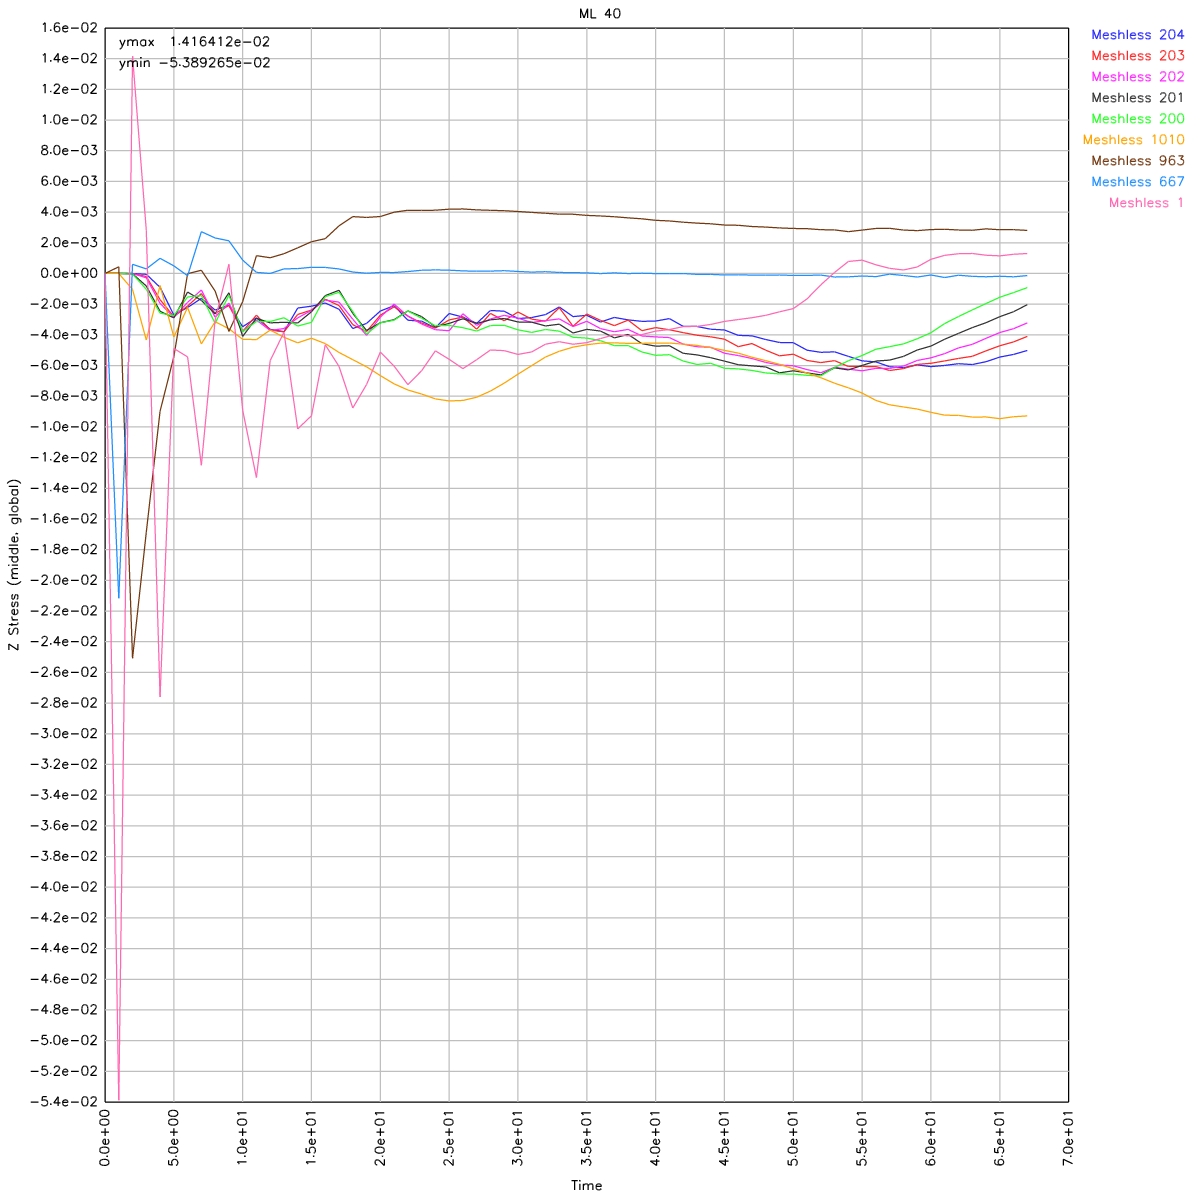 ML 40
ymax 1.416412e-02
ymin -5.389265e-02
Meshless 204
Meshless 203
Meshless 202
Meshless 201
Meshless 200
Meshless 1010
Meshless 963
Meshless 667
Meshless 1
Z Stress (middle, global)
1.6e-02
1.4e-02
1.2e-02
1.0e-02
8.0e-03
6.0e-03
4.0e-03
2.0e-03
0.0e+00
-2.0e-03
-4.0e-03
-6.0e-03
-8.0e-03
-1.0e-02
-1.2e-02
-1.4e-02
-1.6e-02
-1.8e-02
-2.0e-02
-2.2e-02
-2.4e-02
-2.6e-02
-2.8e-02
-3.0e-02
-3.2e-02
-3.4e-02
-3.6e-02
-3.8e-02
-4.0e-02
-4.2e-02
-4.4e-02
-4.6e-02
-4.8e-02
-5.0e-02
-5.2e-02
-5.4e-02
0.0e+00
5.0e+00
1.0e+01
1.5e+01
2.0e+01
2.5e+01
3.0e+01
3.5e+01
4.0e+01
4.5e+01
5.0e+01
5.5e+01
6.0e+01
6.5e+01
7.0e+01
Time